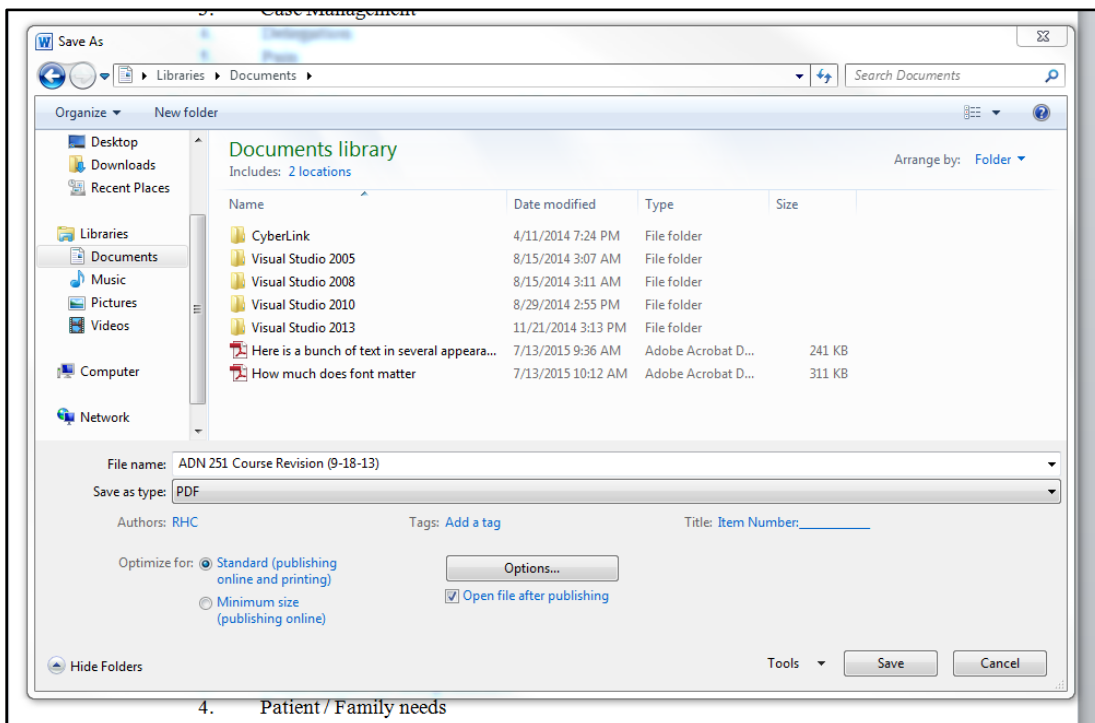 3. Case Management
4. Delegation
5. Pain
Save As
Libraries Documents
Search Documents
Organize New folder
Desktop
Downloads
Recent Places
Libraries
Documents
Music
Pictures
Videos
Computer
Network
Documents library
Includes: 2 locations
Arrange by: Folder
Name Date modified Type Size
CyberLink 4/11/2014 7:24 PM File folder
Visual Studio 2005 8/15/2014 3:07 AM File folder
Visual Studio 2008 8/15/2014 3:11 AM File folder
Visual Studio 2010 8/29/2014 2:55 PM File folder
Visual Studio 2013 11/21/2014 3:13 PM File folder
Here is a bunch of text in several appeara... 7/13/2015 9:36 AM Adobe Acrobat D... 241 KB
How much does font matter 7/13/2015 10:12 AM Adobe Acrobat D... 311 KB
File name: ADN 251 Course Revision (9-18-13)
Save as type: PDF
Authors: RHC Tags: Add a tag Title: Item Number:__________
Optimize for: Standard (publishing
online and printing)
Minimum size
(publishing online)
Options...
Open file after publishing
Hide Folders
Tools Save Cancel
4. Patient / Family needs